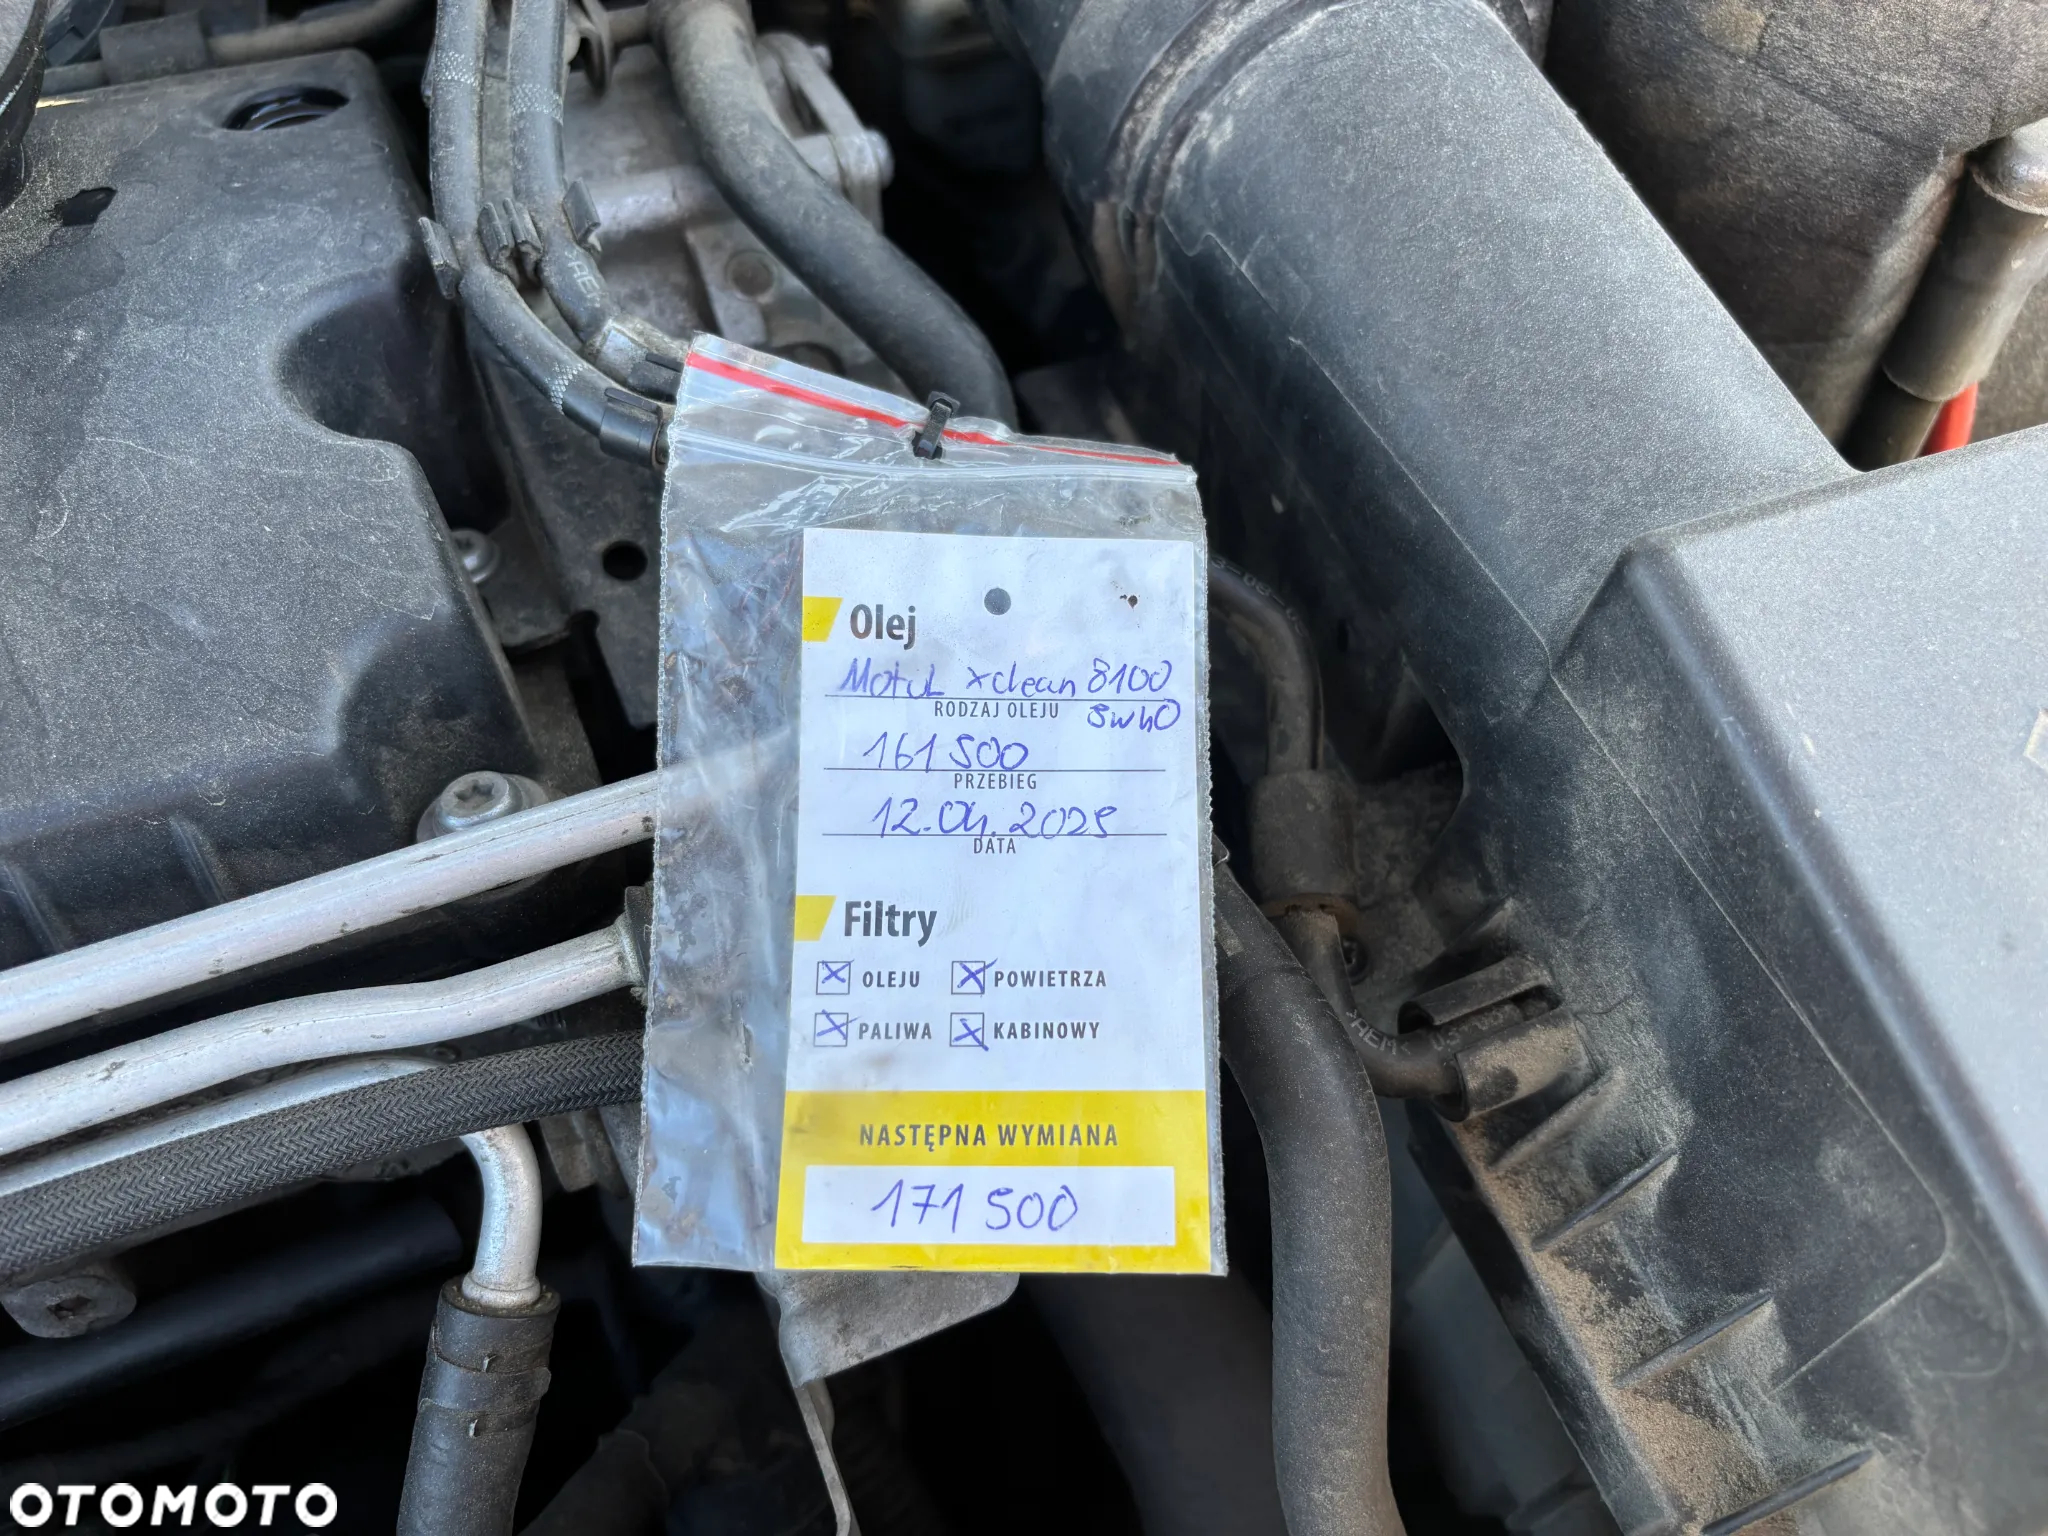 Olej
Motul xclean 8100
RODZAJ OLEJU 5w40
161 500
PRZEBIEG
12.04.2025
DATA
Filtry
OLEJU POWIETRZA
PALIWA KABINOWY
NASTĘPNA WYMIANA
171 500
>AEM<
OTOMOTO